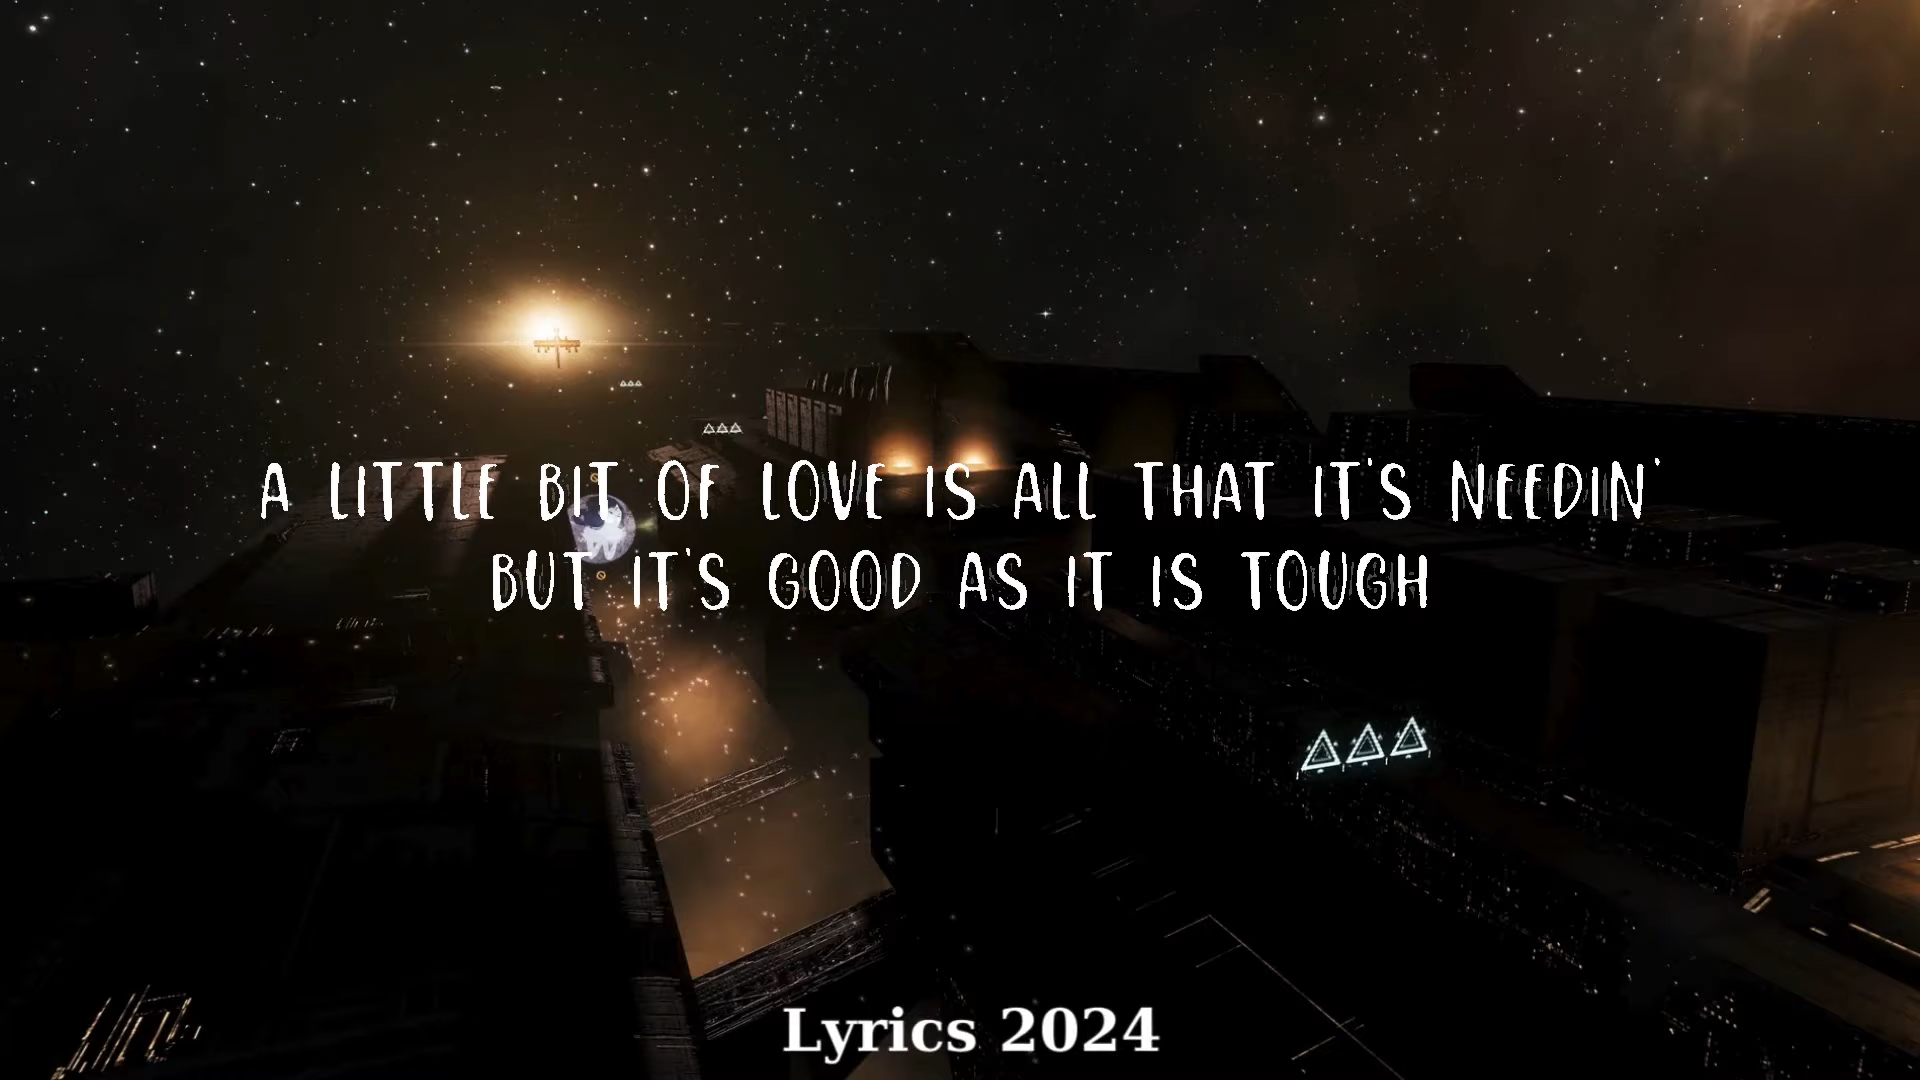 A LITTLE BIT OF LOVE IS ALL THAT IT'S NEEDIN'
BUT IT'S GOOD AS IT IS TOUGH
Lyrics 2024